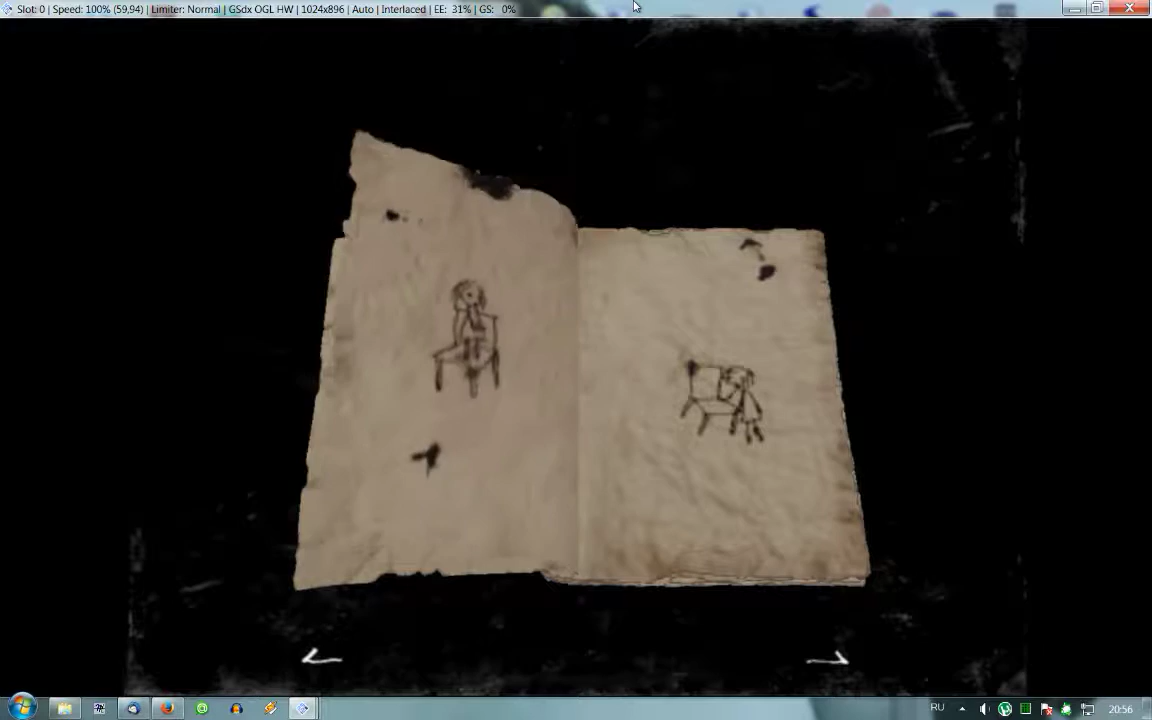 Slot: 0 | Speed: 100% (59,94) | Limiter: Normal | GSdx OGL HW | 1024x896 | Auto | Interlaced | EE: 31% | GS: 0%
RU 20:56